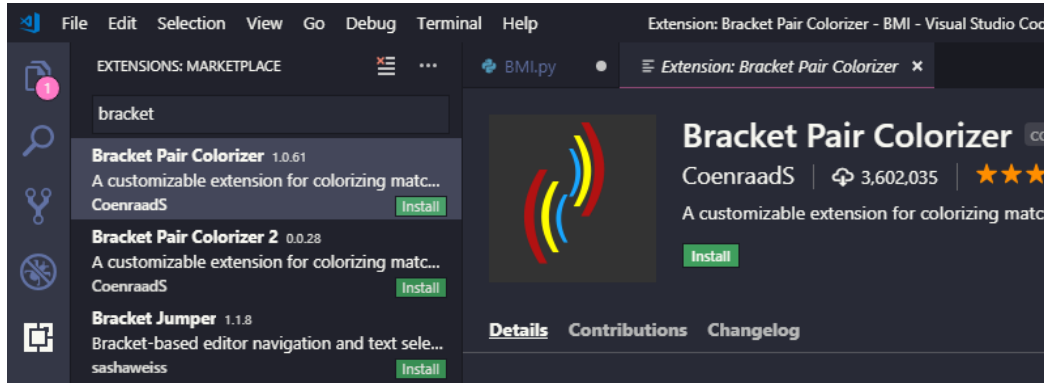 File Edit Selection View Go Debug Terminal Help Extension: Bracket Pair Colorizer - BMI - Visual Studio Cod
EXTENSIONS: MARKETPLACE
BMI.py
Extension: Bracket Pair Colorizer
1
bracket
Bracket Pair Colorizer 1.0.61
A customizable extension for colorizing matc...
CoenraadS Install
Bracket Pair Colorizer 2 0.0.28
A customizable extension for colorizing matc...
CoenraadS Install
Bracket Jumper 1.1.8
Bracket-based editor navigation and text sele...
sashaweiss Install
Bracket Pair Colorizer
CoenraadS 3,602,035
A customizable extension for colorizing matc
Install
Details Contributions Changelog